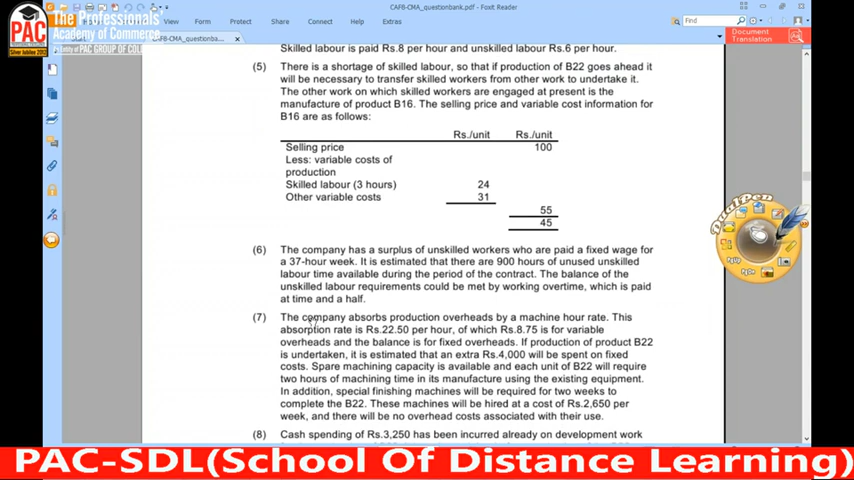 CAFB-CMA_questionbank.pdf - Foxit Reader
PAC
Silver Jubilee 2012
The Professionals
Academy of Commerce
Entity of PAC GROUP OF COL
View Form Protect Share Connect Help Extras
Find
CAFB-CMA_questionba...
Document
Translation
Skilled labour is paid Rs.8 per hour and unskilled labour Rs.6 per hour.
(5) There is a shortage of skilled labour, so that if production of B22 goes ahead it
will be necessary to transfer skilled workers from other work to undertake it.
The other work on which skilled workers are engaged at present is the
manufacture of product B16. The selling price and variable cost information for
B16 are as follows:
Rs./unit Rs./unit
Selling price 100
Less: variable costs of
production
Skilled labour (3 hours) 24
Other variable costs 31
55
45
(6) The company has a surplus of unskilled workers who are paid a fixed wage for
a 37-hour week. It is estimated that there are 900 hours of unused unskilled
labour time available during the period of the contract. The balance of the
unskilled labour requirements could be met by working overtime, which is paid
at time and a half.
(7) The company absorbs production overheads by a machine hour rate. This
absorption rate is Rs.22.50 per hour, of which Rs.8.75 is for variable
overheads and the balance is for fixed overheads. If production of product B22
is undertaken, it is estimated that an extra Rs.4,000 will be spent on fixed
costs. Spare machining capacity is available and each unit of B22 will require
two hours of machining time in its manufacture using the existing equipment.
In addition, special finishing machines will be required for two weeks to
complete the B22. These machines will be hired at a cost of Rs.2,650 per
week, and there will be no overhead costs associated with their use.
(8) Cash spending of Rs.3,250 has been incurred already on development work
DualPen
PgUp
PgDn
PAC-SDL(School Of Distance Learning)